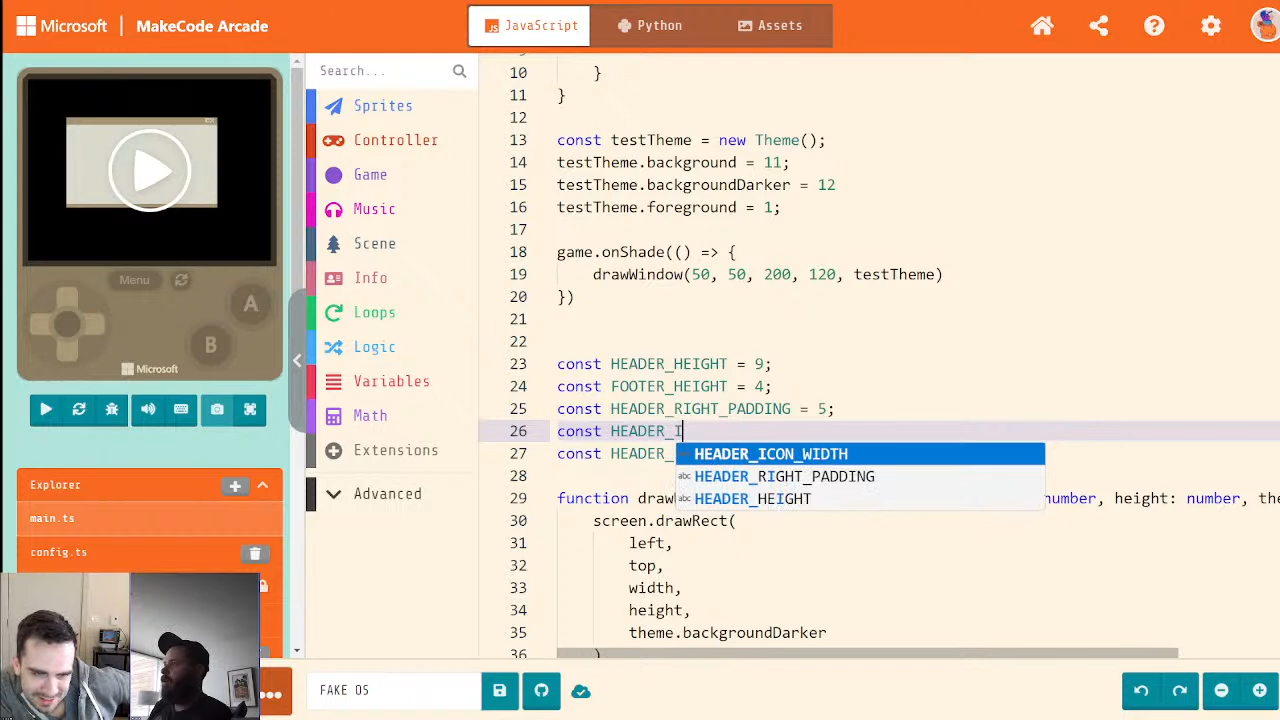 Microsoft | MakeCode Arcade
JavaScript
Python
Assets
Search...
Sprites
Controller
Game
Music
Scene
Info
Loops
Logic
Variables
Math
Extensions
Advanced
Menu
A
B
Microsoft
Explorer
main.ts
config.ts
10 }
11 }
12
13 const testTheme = new Theme();
14 testTheme.background = 11;
15 testTheme.backgroundDarker = 12
16 testTheme.foreground = 1;
17
18 game.onShade(() => {
19 drawWindow(50, 50, 200, 120, testTheme)
20 })
21
22
23 const HEADER_HEIGHT = 9;
24 const FOOTER_HEIGHT = 4;
25 const HEADER_RIGHT_PADDING = 5;
26 const HEADER_I
27 const HEADER_
abc HEADER_ICON_WIDTH
abc HEADER_RIGHT_PADDING
abc HEADER_HEIGHT
28
29 function draw number, height: number, the
30 screen.drawRect(
31 left,
32 top,
33 width,
34 height,
35 theme.backgroundDarker
36 )
FAKE OS